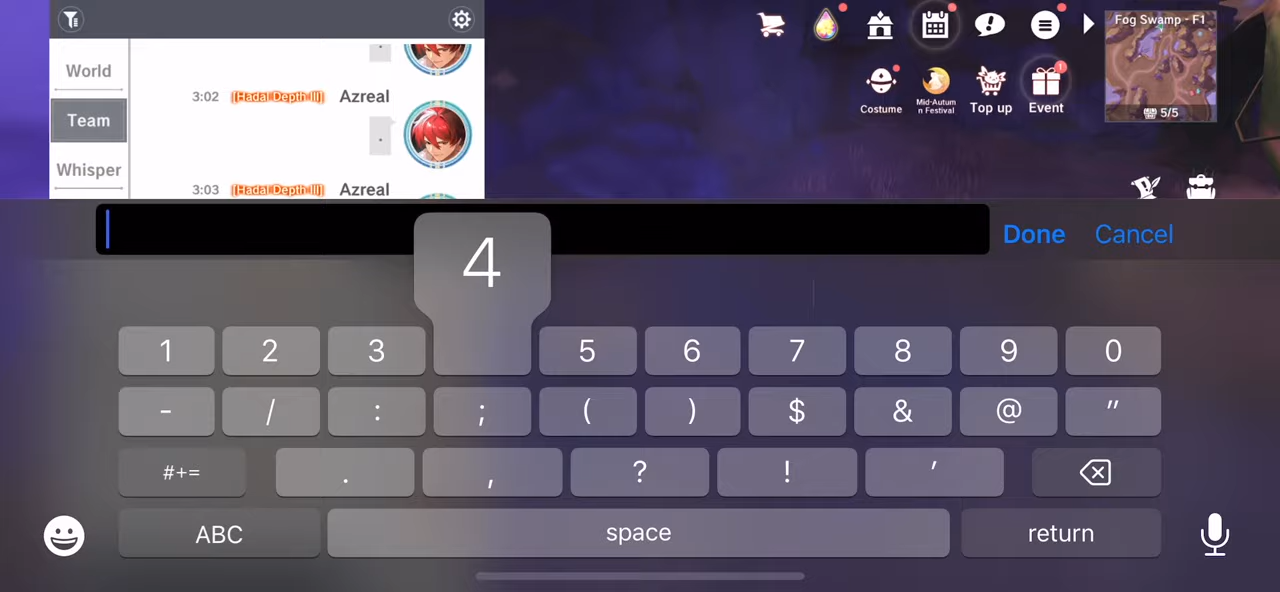 Fog Swamp - F1
World
3:02 [Hadal Depth III] Azreal
.
Costume
Mid-Autum
n Festival
Top up
Event
1
5/5
Team
.
Whisper
3:03 [Hadal Depth III] Azreal
Done
Cancel
4
1 2 3 5 6 7 8 9 0
- / : ; ( ) $ & @ "
#+= . , ? ! '
ABC space return